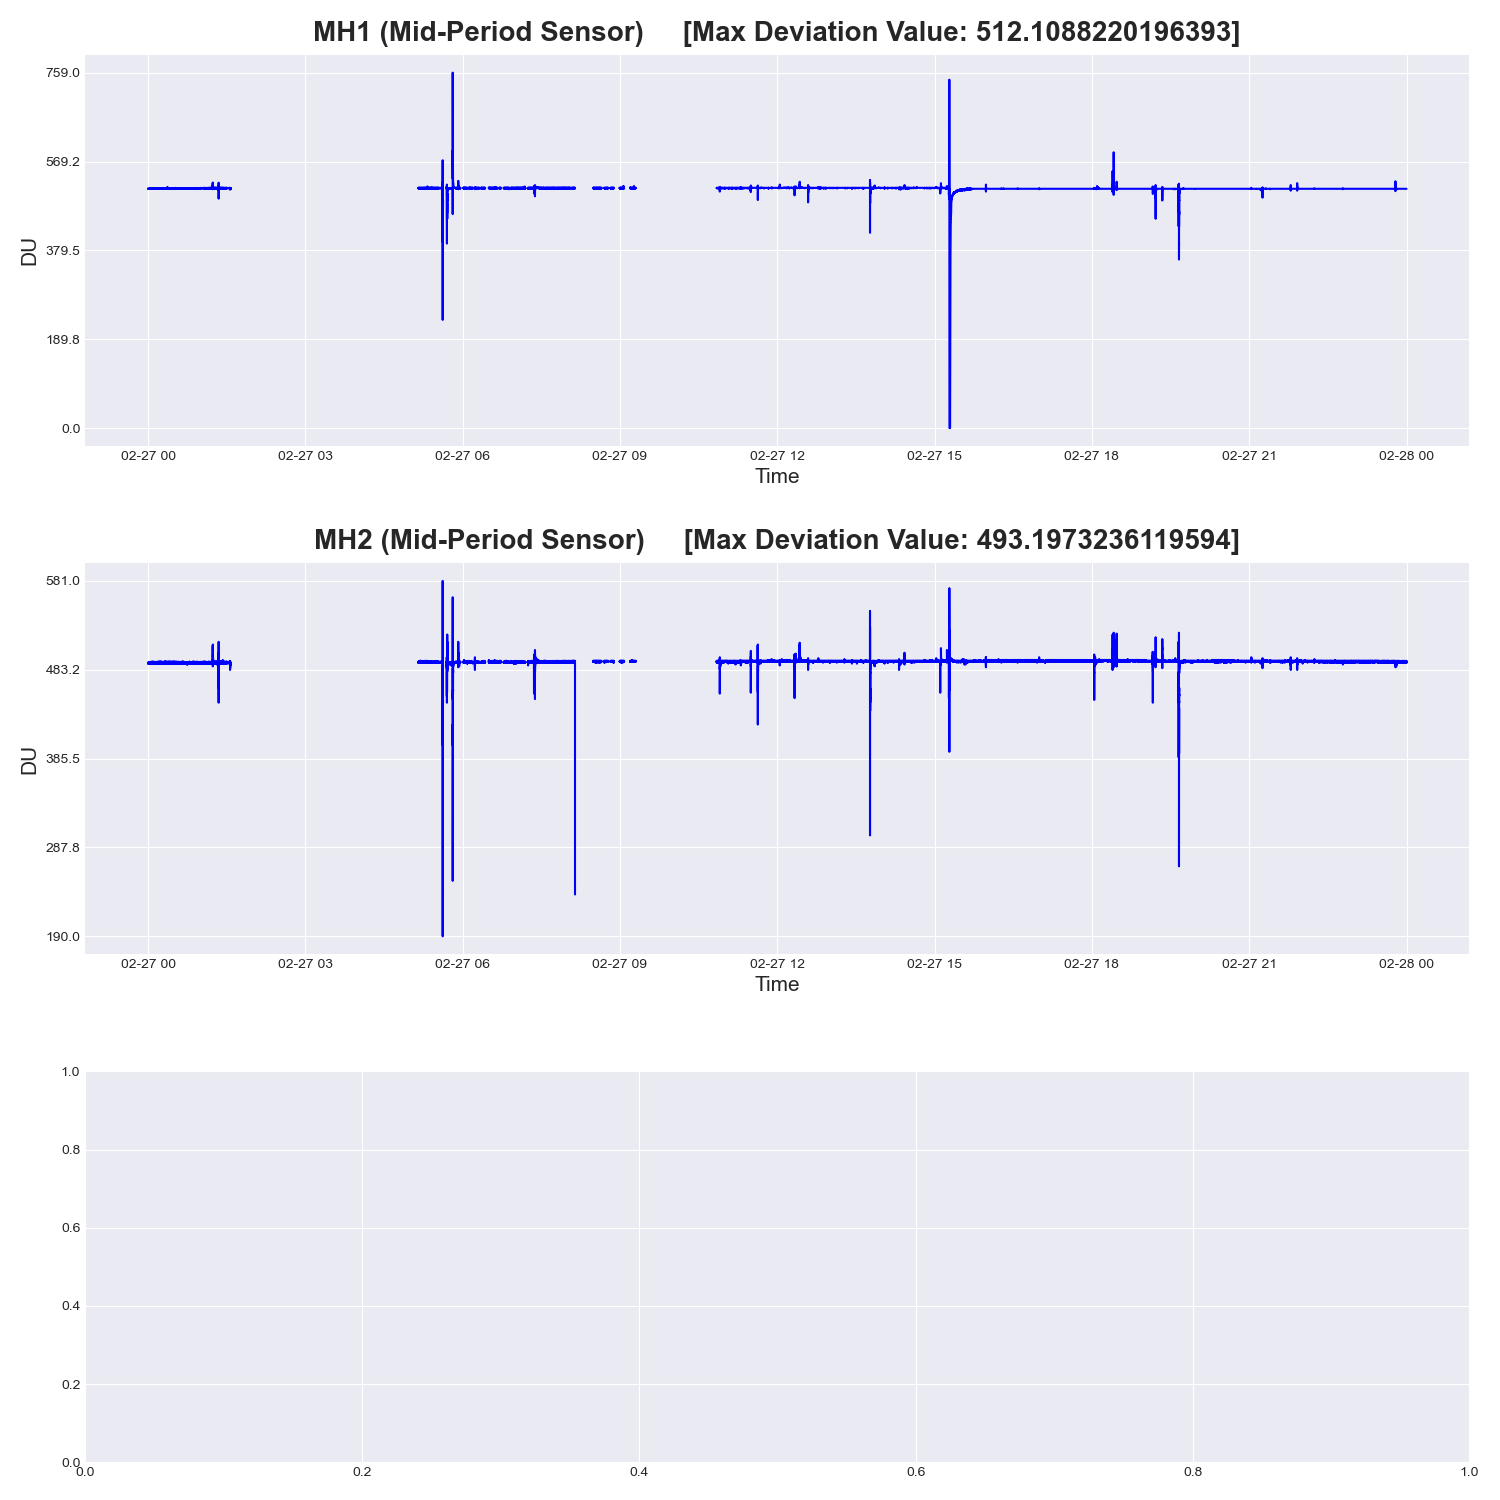 MH1 (Mid-Period Sensor) [Max Deviation Value: 512.1088220196393]
759.0
569.2
379.5
189.8
0.0
DU
02-27 00 02-27 03 02-27 06 02-27 09 02-27 12 02-27 15 02-27 18 02-27 21 02-28 00
Time
MH2 (Mid-Period Sensor) [Max Deviation Value: 493.1973236119594]
581.0
483.2
385.5
287.8
190.0
DU
02-27 00 02-27 03 02-27 06 02-27 09 02-27 12 02-27 15 02-27 18 02-27 21 02-28 00
Time
1.0
0.8
0.6
0.4
0.2
0.0
0.0 0.2 0.4 0.6 0.8 1.0